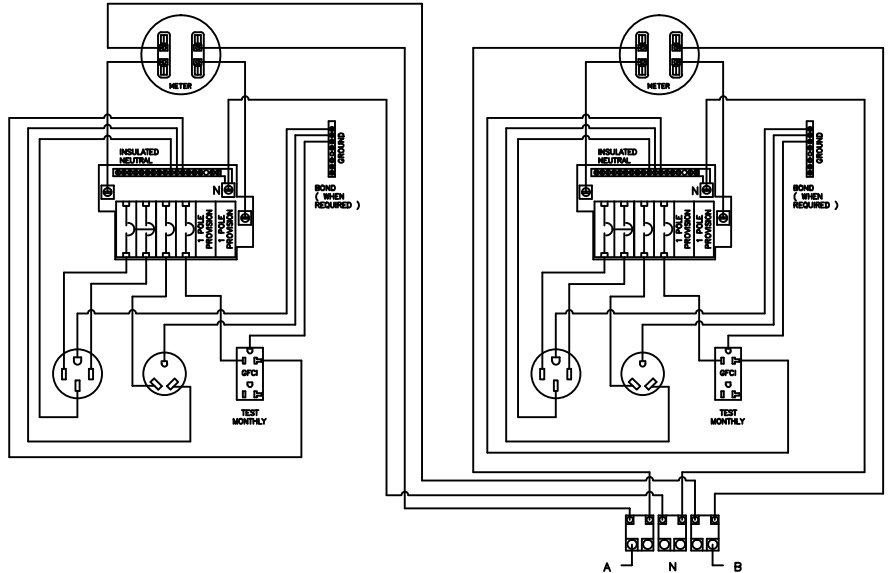 METER
INSULATED
NEUTRAL
GROUND
N
BOND
( WHEN
REQUIRED )
1 POLE
PROVISION
1 POLE
PROVISION
GFCI
TEST
MONTHLY
METER
INSULATED
NEUTRAL
GROUND
N
BOND
( WHEN
REQUIRED )
1 POLE
PROVISION
1 POLE
PROVISION
GFCI
TEST
MONTHLY
A
N
B